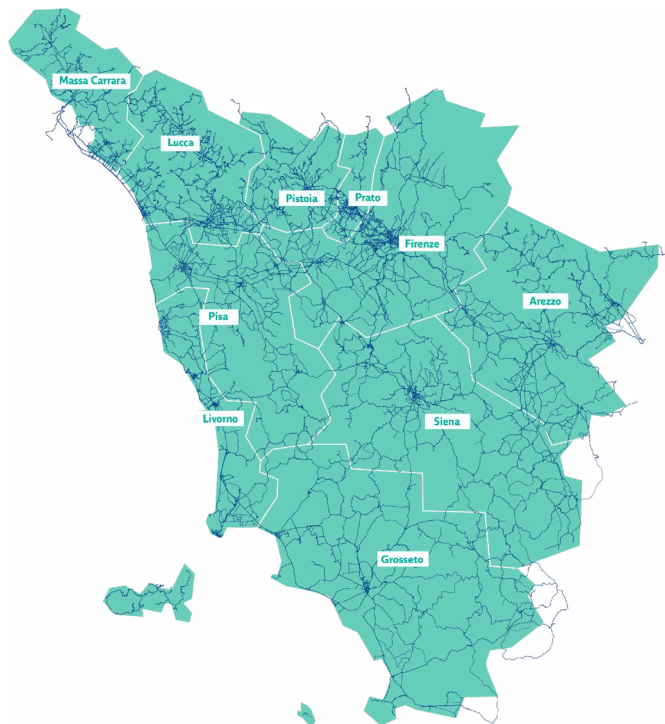 Massa Carrara
Lucca
Pistoia
Prato
Firenze
Arezzo
Pisa
Livorno
Siena
Grosseto